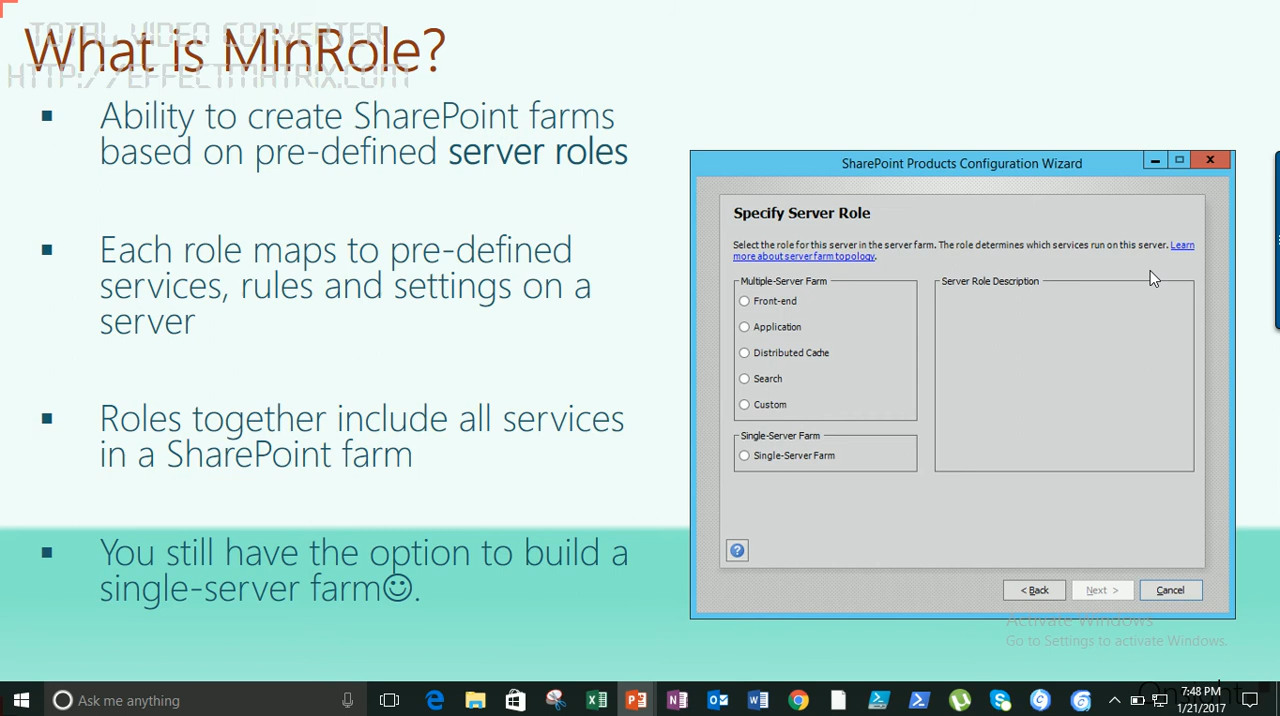 TOTAL VIDEO CONVERTER
HTTP://EFFECTMATRIX.COM
What is MinRole?
▪ Ability to create SharePoint farms
based on pre-defined server roles
▪ Each role maps to pre-defined
services, rules and settings on a
server
▪ Roles together include all services
in a SharePoint farm
▪ You still have the option to build a
single-server farm☺.
SharePoint Products Configuration Wizard
Specify Server Role
Select the role for this server in the server farm. The role determines which services run on this server. Learn
more about server farm topology.
Multiple-Server Farm
Front-end
Application
Distributed Cache
Search
Custom
Single-Server Farm
Single-Server Farm
Server Role Description
< Back
Next >
Cancel
Activate Windows
Go to Settings to activate Windows.
Ask me anything
7:48 PM
1/21/2017